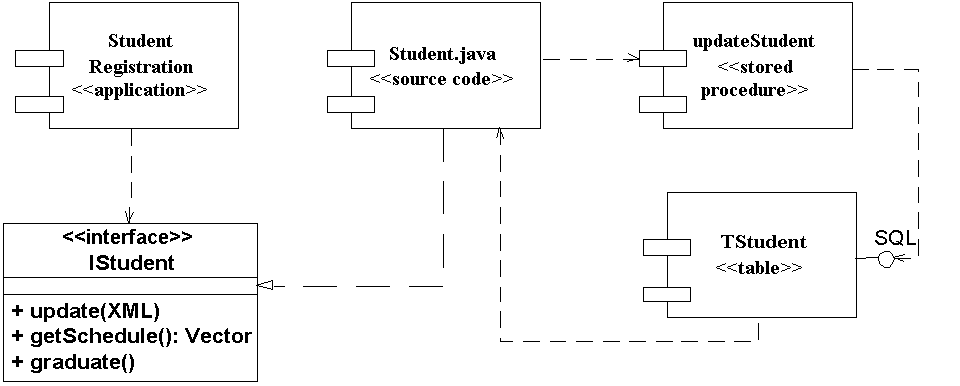 Student
Registration
<<application>>
Student.java
<<source code>>
updateStudent
<<stored
procedure>>
<<interface>>
IStudent
+ update(XML)
+ getSchedule(): Vector
+ graduate()
TStudent
<<table>>
SQL